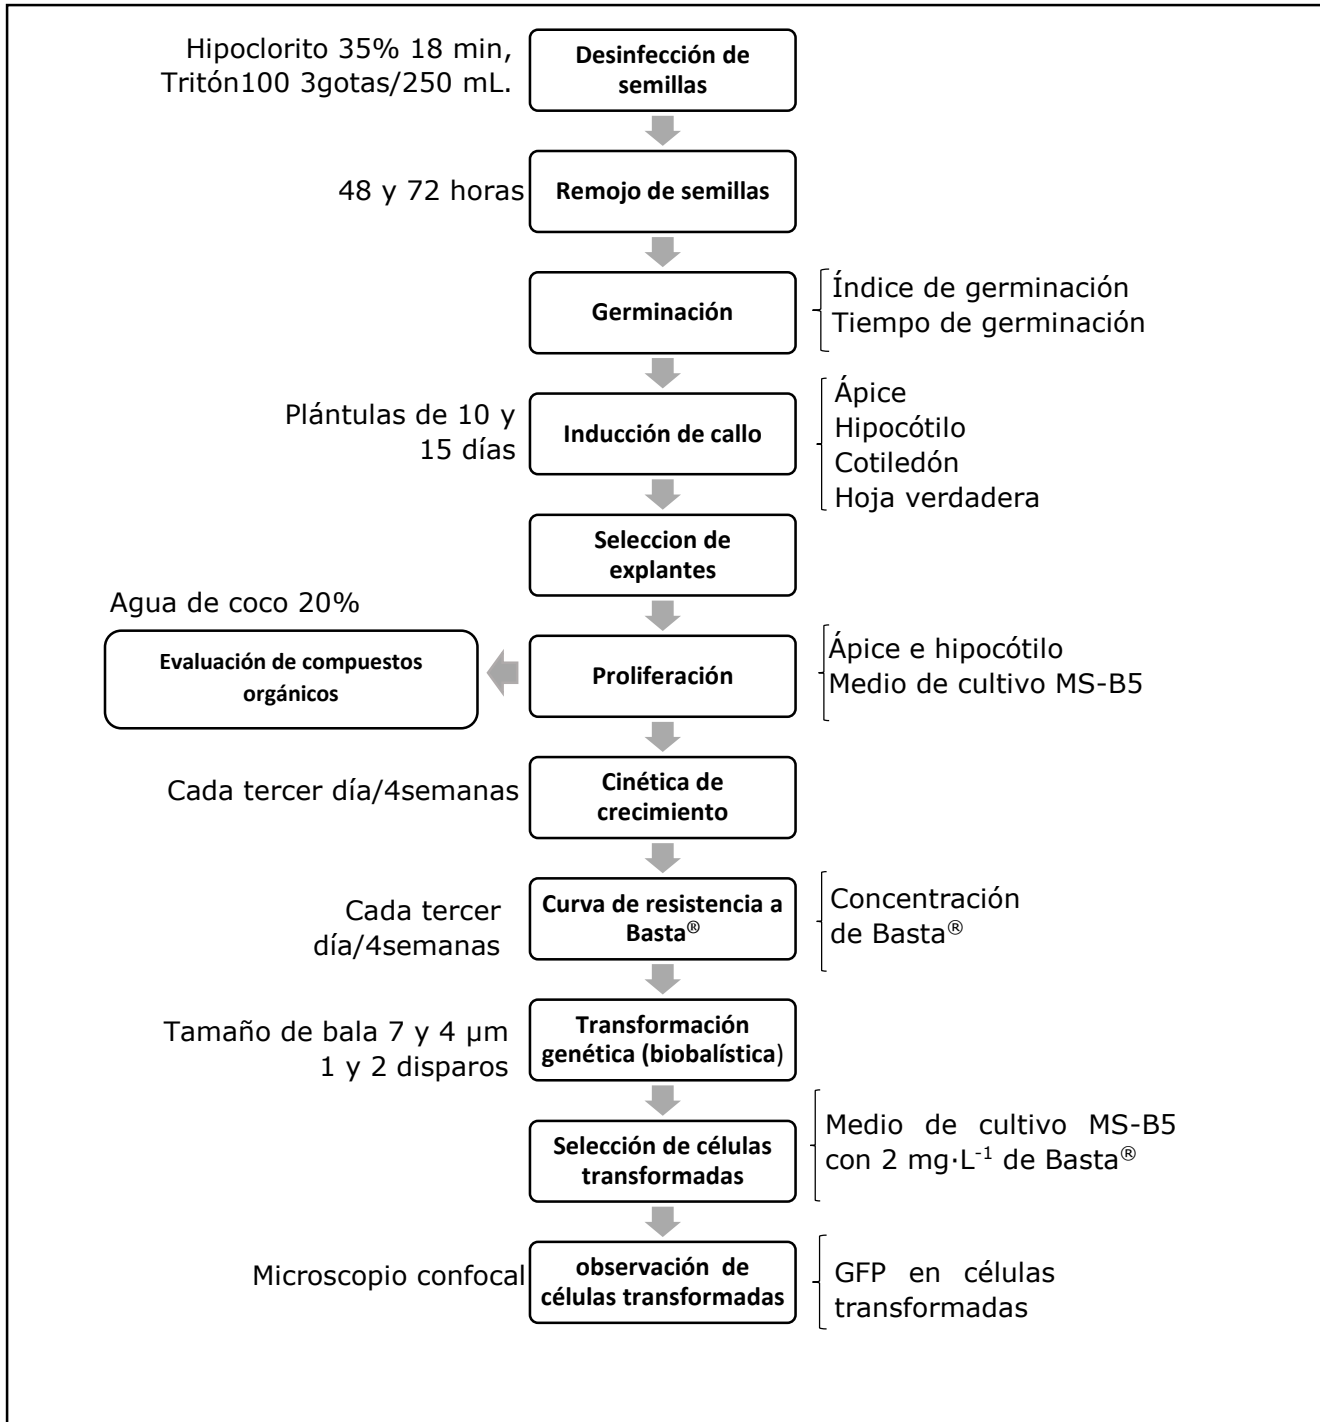 Hipoclorito 35% 18 min,
Tritón100 3gotas/250 mL.
Desinfección de
semillas
48 y 72 horas
Remojo de semillas
Germinación
Índice de germinación
Tiempo de germinación
Plántulas de 10 y
15 días
Inducción de callo
Ápice
Hipocótilo
Cotiledón
Hoja verdadera
Seleccion de
explantes
Agua de coco 20%
Evaluación de compuestos
orgánicos
Proliferación
Ápice e hipocótilo
Medio de cultivo MS-B5
Cada tercer día/4semanas
Cinética de
crecimiento
Cada tercer
día/4semanas
Curva de resistencia a
Basta®
Concentración
de Basta®
Tamaño de bala 7 y 4 µm
1 y 2 disparos
Transformación
genética (biobalística)
Selección de células
transformadas
Medio de cultivo MS-B5
con 2 mg·L⁻¹ de Basta®
Microscopio confocal
observación de
células transformadas
GFP en células
transformadas